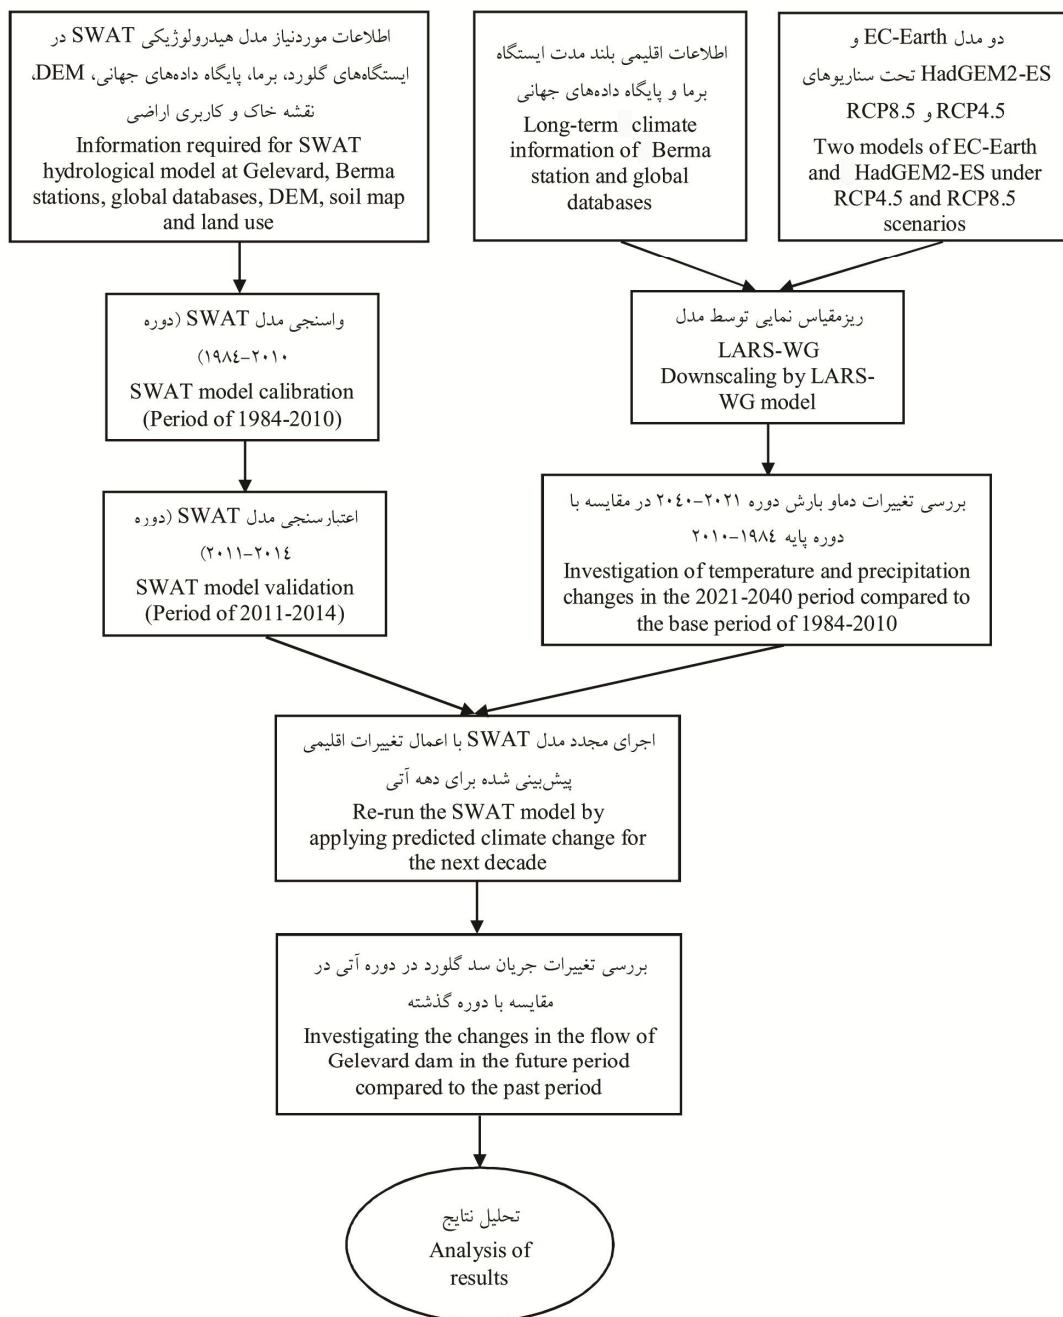 اطلاعات موردنیاز مدل هیدرولوژیکی SWAT در
ایستگاه‌های گلورد، برما، پایگاه داده‌های جهانی، DEM،
نقشه خاک و کاربری اراضی
Information required for SWAT
hydrological model at Gelevard, Berma
stations, global databases, DEM, soil map
and land use
اطلاعات اقلیمی بلند مدت ایستگاه
برما و پایگاه داده‌های جهانی
Long-term climate
information of Berma
station and global
databases
دو مدل EC-Earth و
HadGEM2-ES تحت سناریوهای
RCP4.5 و RCP8.5
Two models of EC-Earth
and HadGEM2-ES under
RCP4.5 and RCP8.5
scenarios
واسنجی مدل SWAT (دوره
۲۰۱۰-۱۹۸٤)
SWAT model calibration
(Period of 1984-2010)
ریزمقیاس نمایی توسط مدل
LARS-WG
Downscaling by LARS-
WG model
اعتبارسنجی مدل SWAT (دوره
۲۰۱٤-۲۰۱۱)
SWAT model validation
(Period of 2011-2014)
بررسی تغییرات دماو بارش دوره ۲۰۲۱-۲۰٤۰ در مقایسه با
دوره پایه ۱۹۸٤-۲۰۱۰
Investigation of temperature and precipitation
changes in the 2021-2040 period compared to
the base period of 1984-2010
اجرای مجدد مدل SWAT با اعمال تغییرات اقلیمی
پیش‌بینی شده برای دهه آتی
Re-run the SWAT model by
applying predicted climate change for
the next decade
بررسی تغییرات جریان سد گلورد در دوره آتی در
مقایسه با دوره گذشته
Investigating the changes in the flow of
Gelevard dam in the future period
compared to the past period
تحلیل نتایج
Analysis of
results